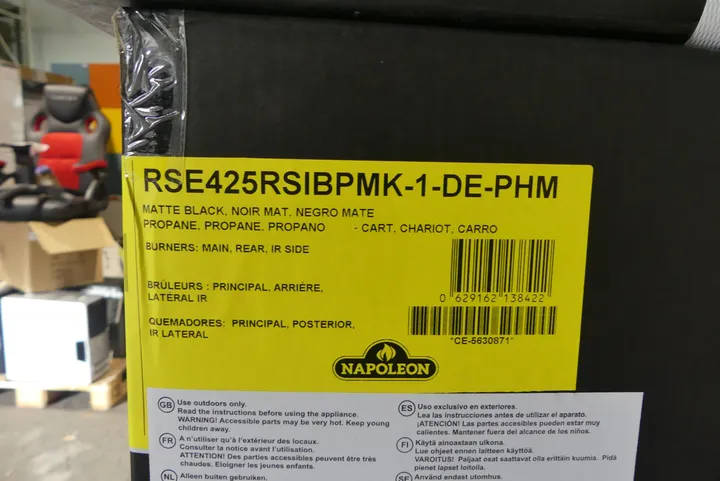 RSE425RSIBPMK-1-DE-PHM
MATTE BLACK, NOIR MAT, NEGRO MATE
PROPANE, PROPANE, PROPANO - CART, CHARIOT, CARRO
BURNERS: MAIN, REAR, IR SIDE
BRÛLEURS : PRINCIPAL, ARRIÈRE,
LATÉRAL IR
QUEMADORES: PRINCIPAL, POSTERIOR,
IR LATERAL
0 629162 138422
*CE-5630871*
NAPOLEON
GB Use outdoors only.
Read the instructions before using the appliance.
WARNING! Accessible parts may be very hot. Keep young
children away.
FR A n'utiliser qu'à l'extérieur des locaux.
Consulter la notice avant l'utilisation.
ATTENTION! Des parties accessibles peuvent être très
chaudes. Eloigner les jeunes enfants.
NL Alleen buiten gebruiken.
ES Uso exclusivo en exteriores.
Lea las instrucciones antes de utilizar el aparato.
¡ATENCIÓN! Las partes accesibles pueden estar muy
calientes. Mantener fuera del alcance de los niños.
FI Käytä ainoastaan ulkona.
Lue ohjeet ennen laitteen käyttöä.
VAROITUS! Paljaat osat saattavat olla erittäin kuumia. Pidä
pienet lapset loitolla.
SE Använd endast utomhus.